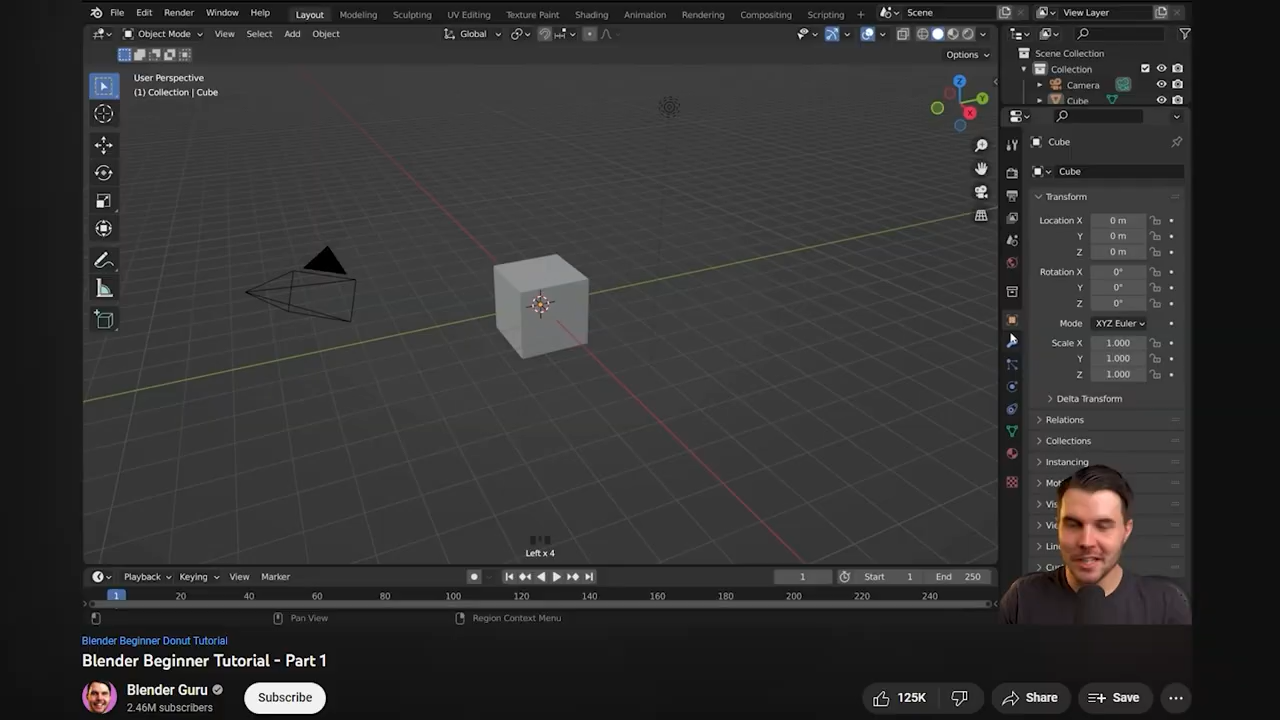 File Edit Render Window Help Layout Modeling Sculpting UV Editing Texture Paint Shading Animation Rendering Compositing Scripting + Scene View Layer
Object Mode View Select Add Object Global
Options
User Perspective
(1) Collection | Cube
Z
Y
X
Scene Collection
Collection
Camera
Cube
Cube
Cube
Transform
Location X 0 m
Y 0 m
Z 0 m
Rotation X 0°
Y 0°
Z 0°
Mode XYZ Euler
Scale X 1.000
Y 1.000
Z 1.000
Delta Transform
Relations
Collections
Instancing
Left x 4
Playback Keying View Marker 1 Start 1 End 250
1 20 40 60 80 100 120 140 160 180 200 220 240
Pan View Region Context Menu
Blender Beginner Donut Tutorial
Blender Beginner Tutorial - Part 1
Blender Guru
2.46M subscribers
Subscribe
125K
Share
Save